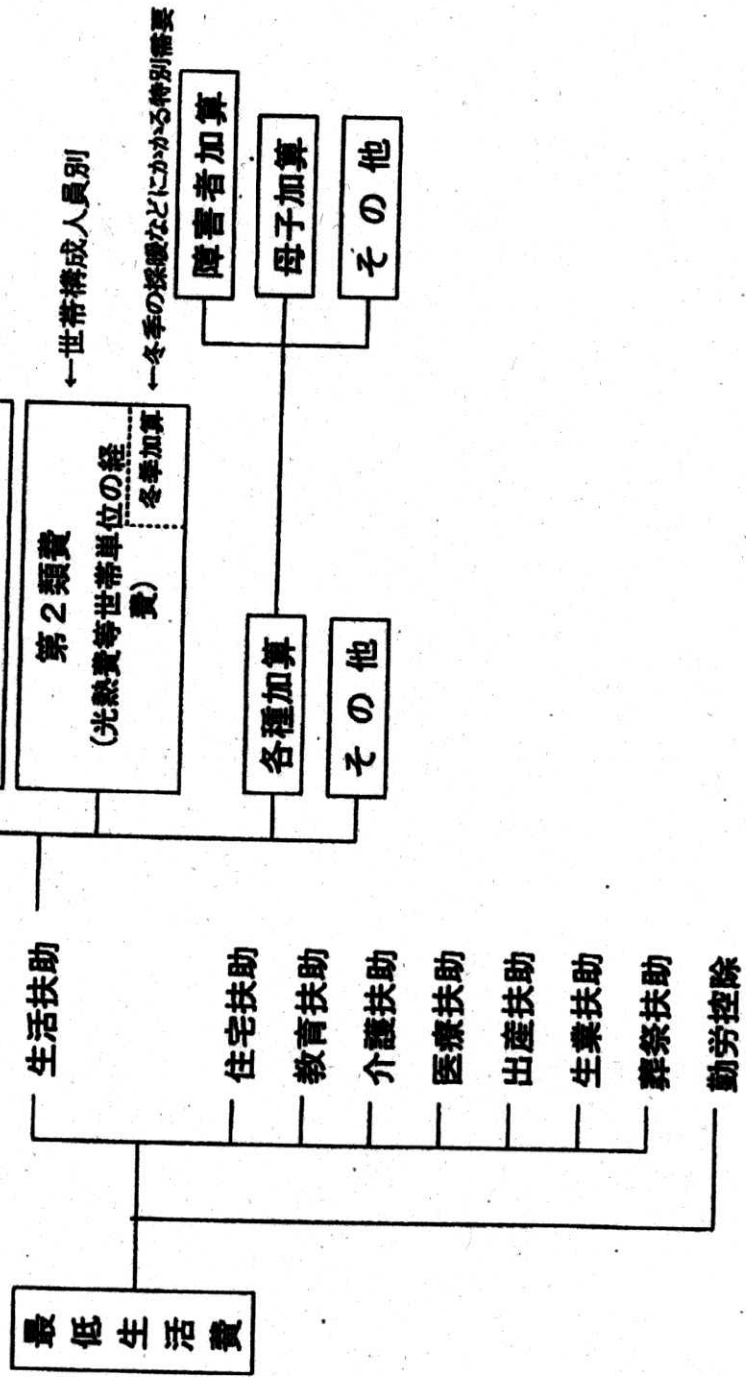 最低生活費
生活扶助
第2類費
(光熱費等世帯単位の経
費)
冬季加算
←世帯構成人員別
←冬季の採暖などにかかる特別需要
各種加算
障害者加算
母子加算
その他
その他
住宅扶助
教育扶助
介護扶助
医療扶助
出産扶助
生業扶助
葬祭扶助
勤労控除